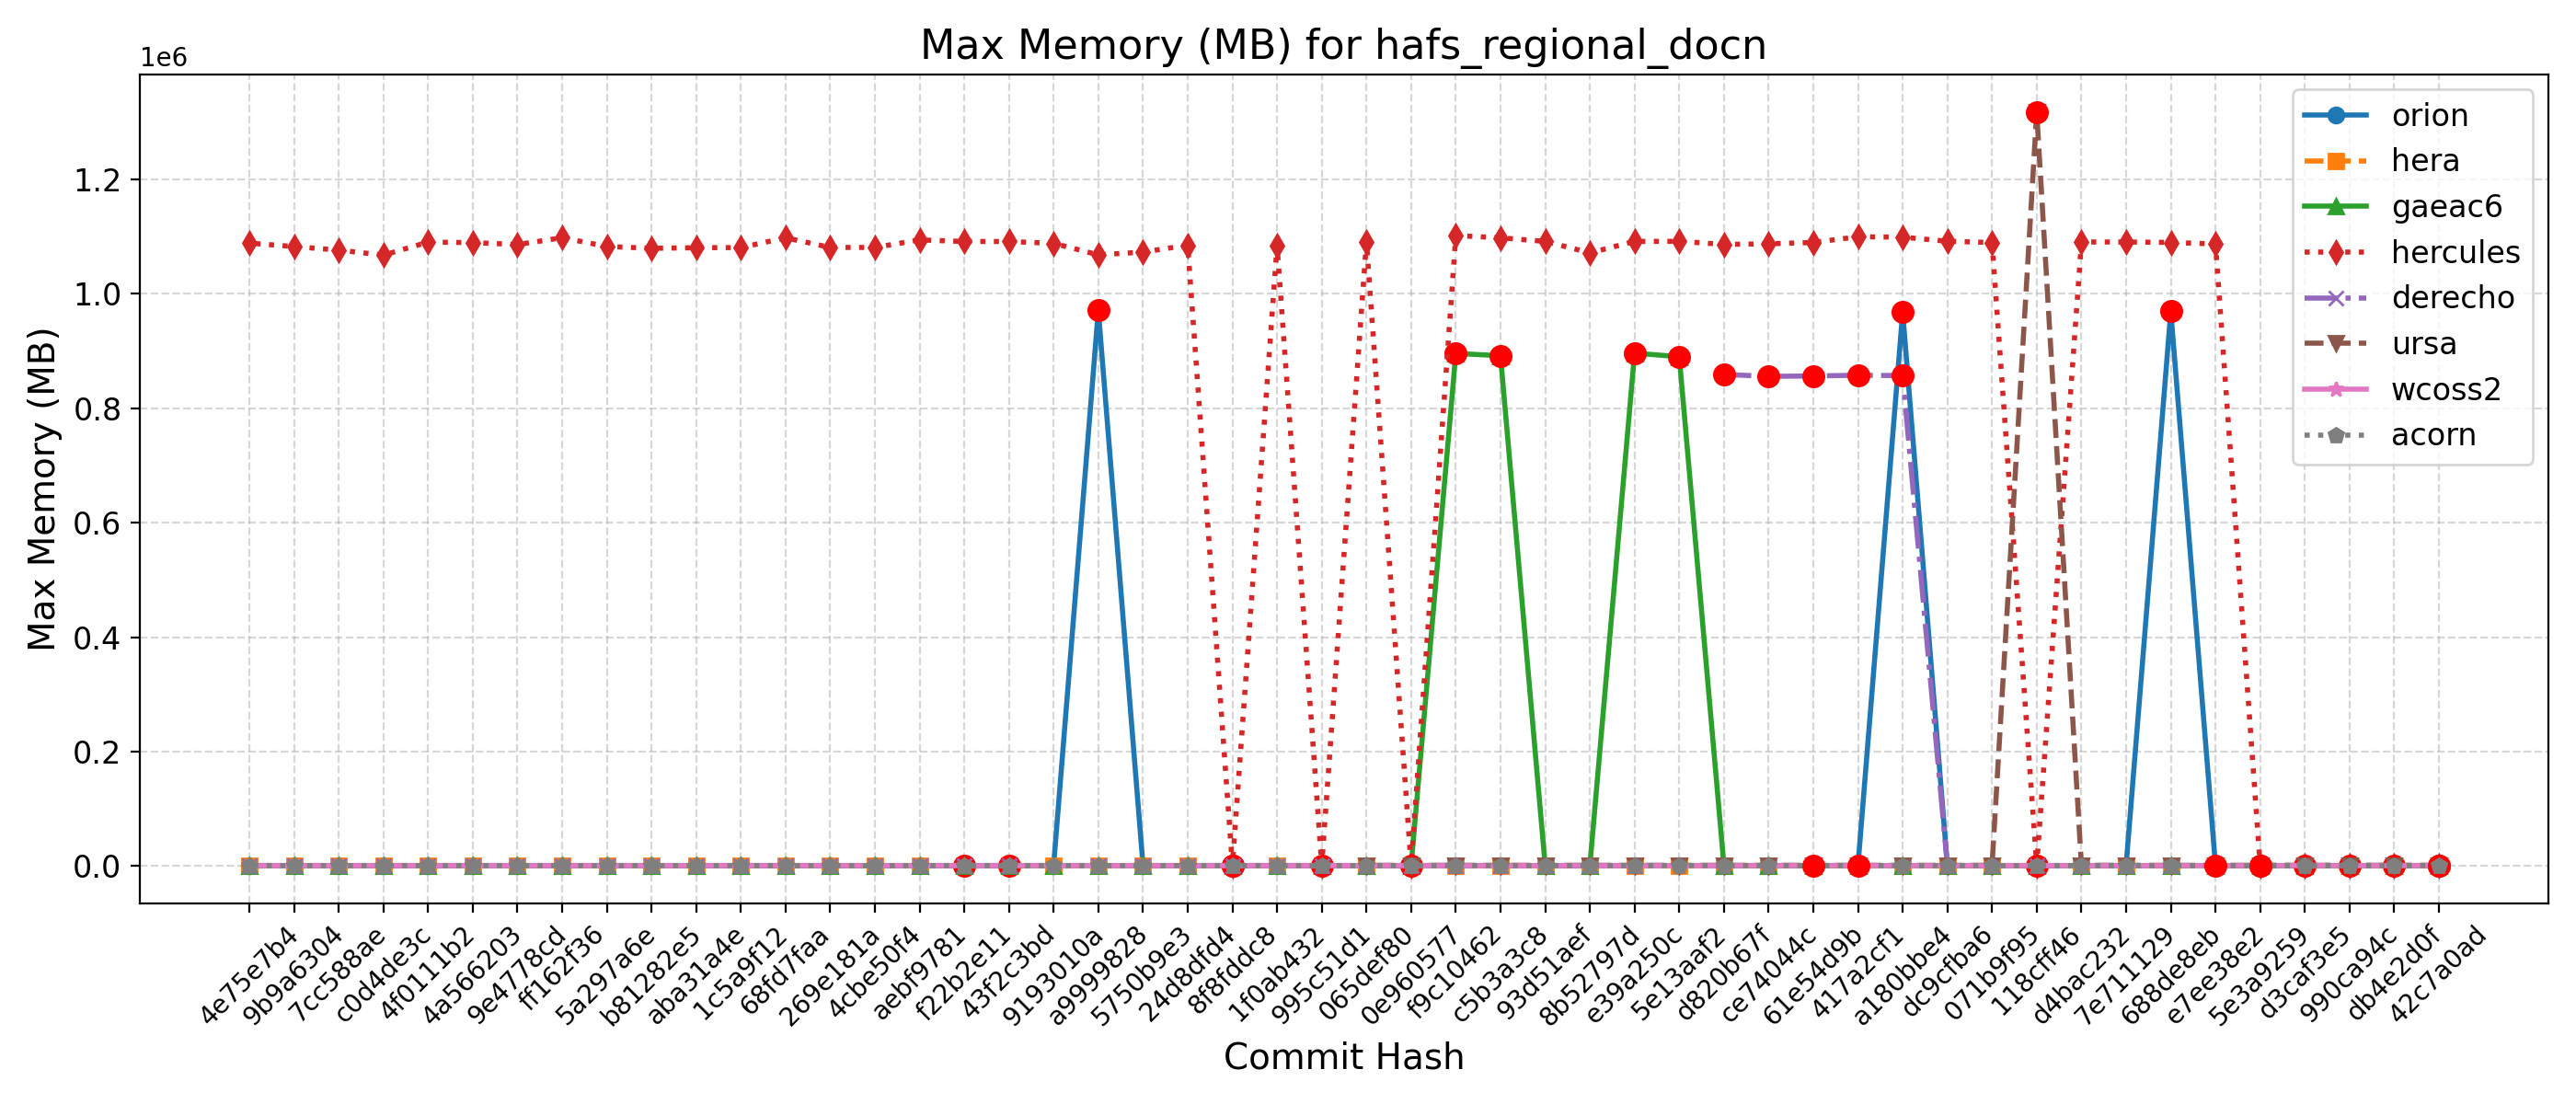 Max Memory (MB) for hafs_regional_docn
1e6
Max Memory (MB)
1.2
1.0
0.8
0.6
0.4
0.2
0.0
orion
hera
gaeac6
hercules
derecho
ursa
wcoss2
acorn
4e75e7b4
9b9a6304
7cc588ae
c0d4de3c
4f0111b2
4a566203
9e4778cd
ff162f36
5a297a6e
b81282e5
aba31a4e
1c5a9f12
68fd7faa
269e181a
4cbe50f4
aebf9781
f22b2e11
43f2c3bd
9193010a
a9999828
5750b9e3
24d8dfd4
8f8fddc8
1f0ab432
995c51d1
065def80
0e960577
f9c10462
c5b3a3c8
93d51aef
8b52797d
e39a250c
5e13aaf2
d820b67f
ce74044c
61e54d9b
417a2cf1
a180bbe4
dc9cfba6
071b9f95
118cff46
d4bac232
7e711129
688de8eb
e7ee38e2
5e3a9259
d3caf3e5
990ca94c
db4e2d0f
42c7a0ad
Commit Hash